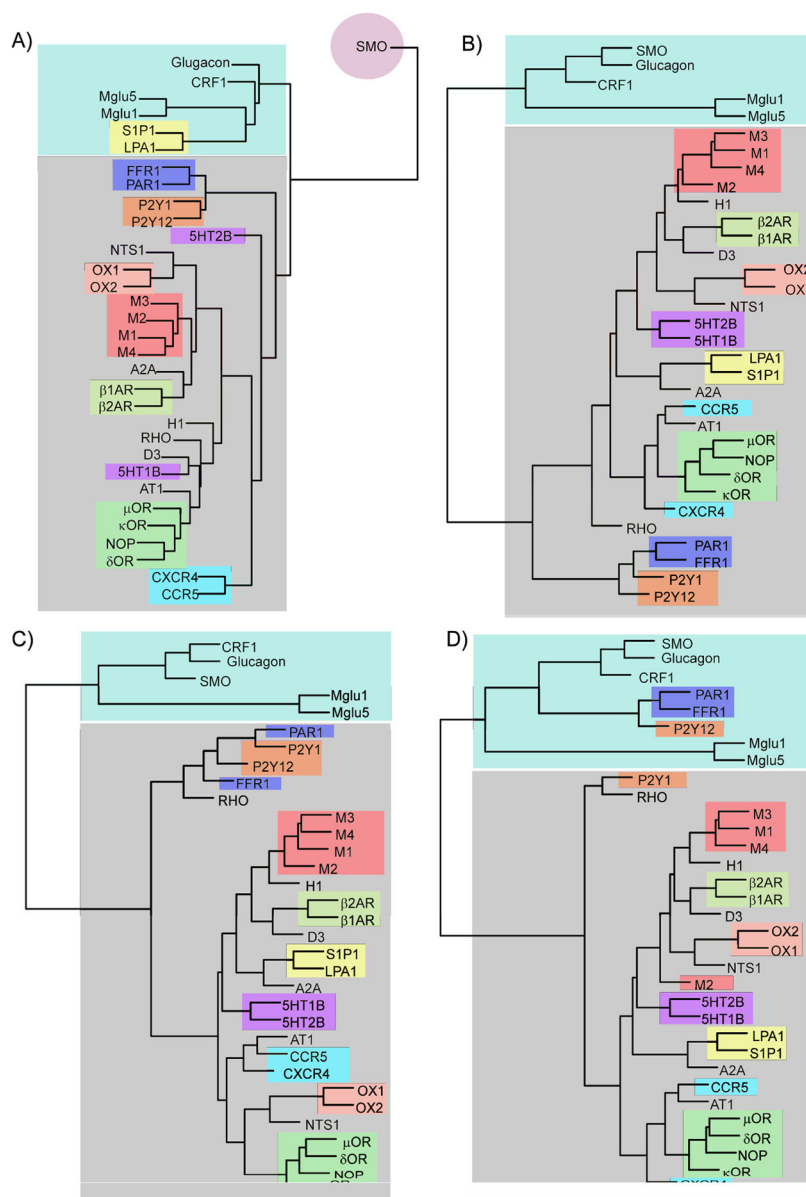 A)
SMO
Glugacon
CRF1
Mglu5
Mglu1
S1P1
LPA1
FFR1
PAR1
P2Y1
P2Y12
5HT2B
NTS1
OX1
OX2
M3
M2
M1
M4
A2A
β1AR
β2AR
H1
RHO
D3
5HT1B
AT1
μOR
κOR
NOP
δOR
CXCR4
CCR5
B)
SMO
Glucagon
CRF1
Mglu1
Mglu5
M3
M1
M4
M2
H1
β2AR
β1AR
D3
OX2
OX
NTS1
5HT2B
5HT1B
LPA1
S1P1
A2A
CCR5
AT1
μOR
NOP
δOR
κOR
CXCR4
RHO
PAR1
FFR1
P2Y1
P2Y12
C)
CRF1
Glucagon
SMO
Mglu1
Mglu5
PAR1
P2Y1
P2Y12
FFR1
RHO
M3
M4
M1
M2
H1
β2AR
β1AR
D3
S1P1
LPA1
A2A
5HT1B
5HT2B
AT1
CCR5
CXCR4
OX1
OX2
NTS1
μOR
δOR
NOP
D)
SMO
Glucagon
CRF1
PAR1
FFR1
P2Y12
Mglu1
Mglu5
P2Y1
RHO
M3
M1
M4
H1
β2AR
β1AR
D3
OX2
OX1
NTS1
M2
5HT2B
5HT1B
LPA1
S1P1
A2A
CCR5
AT1
μOR
δOR
NOP
κOR
CXCR4